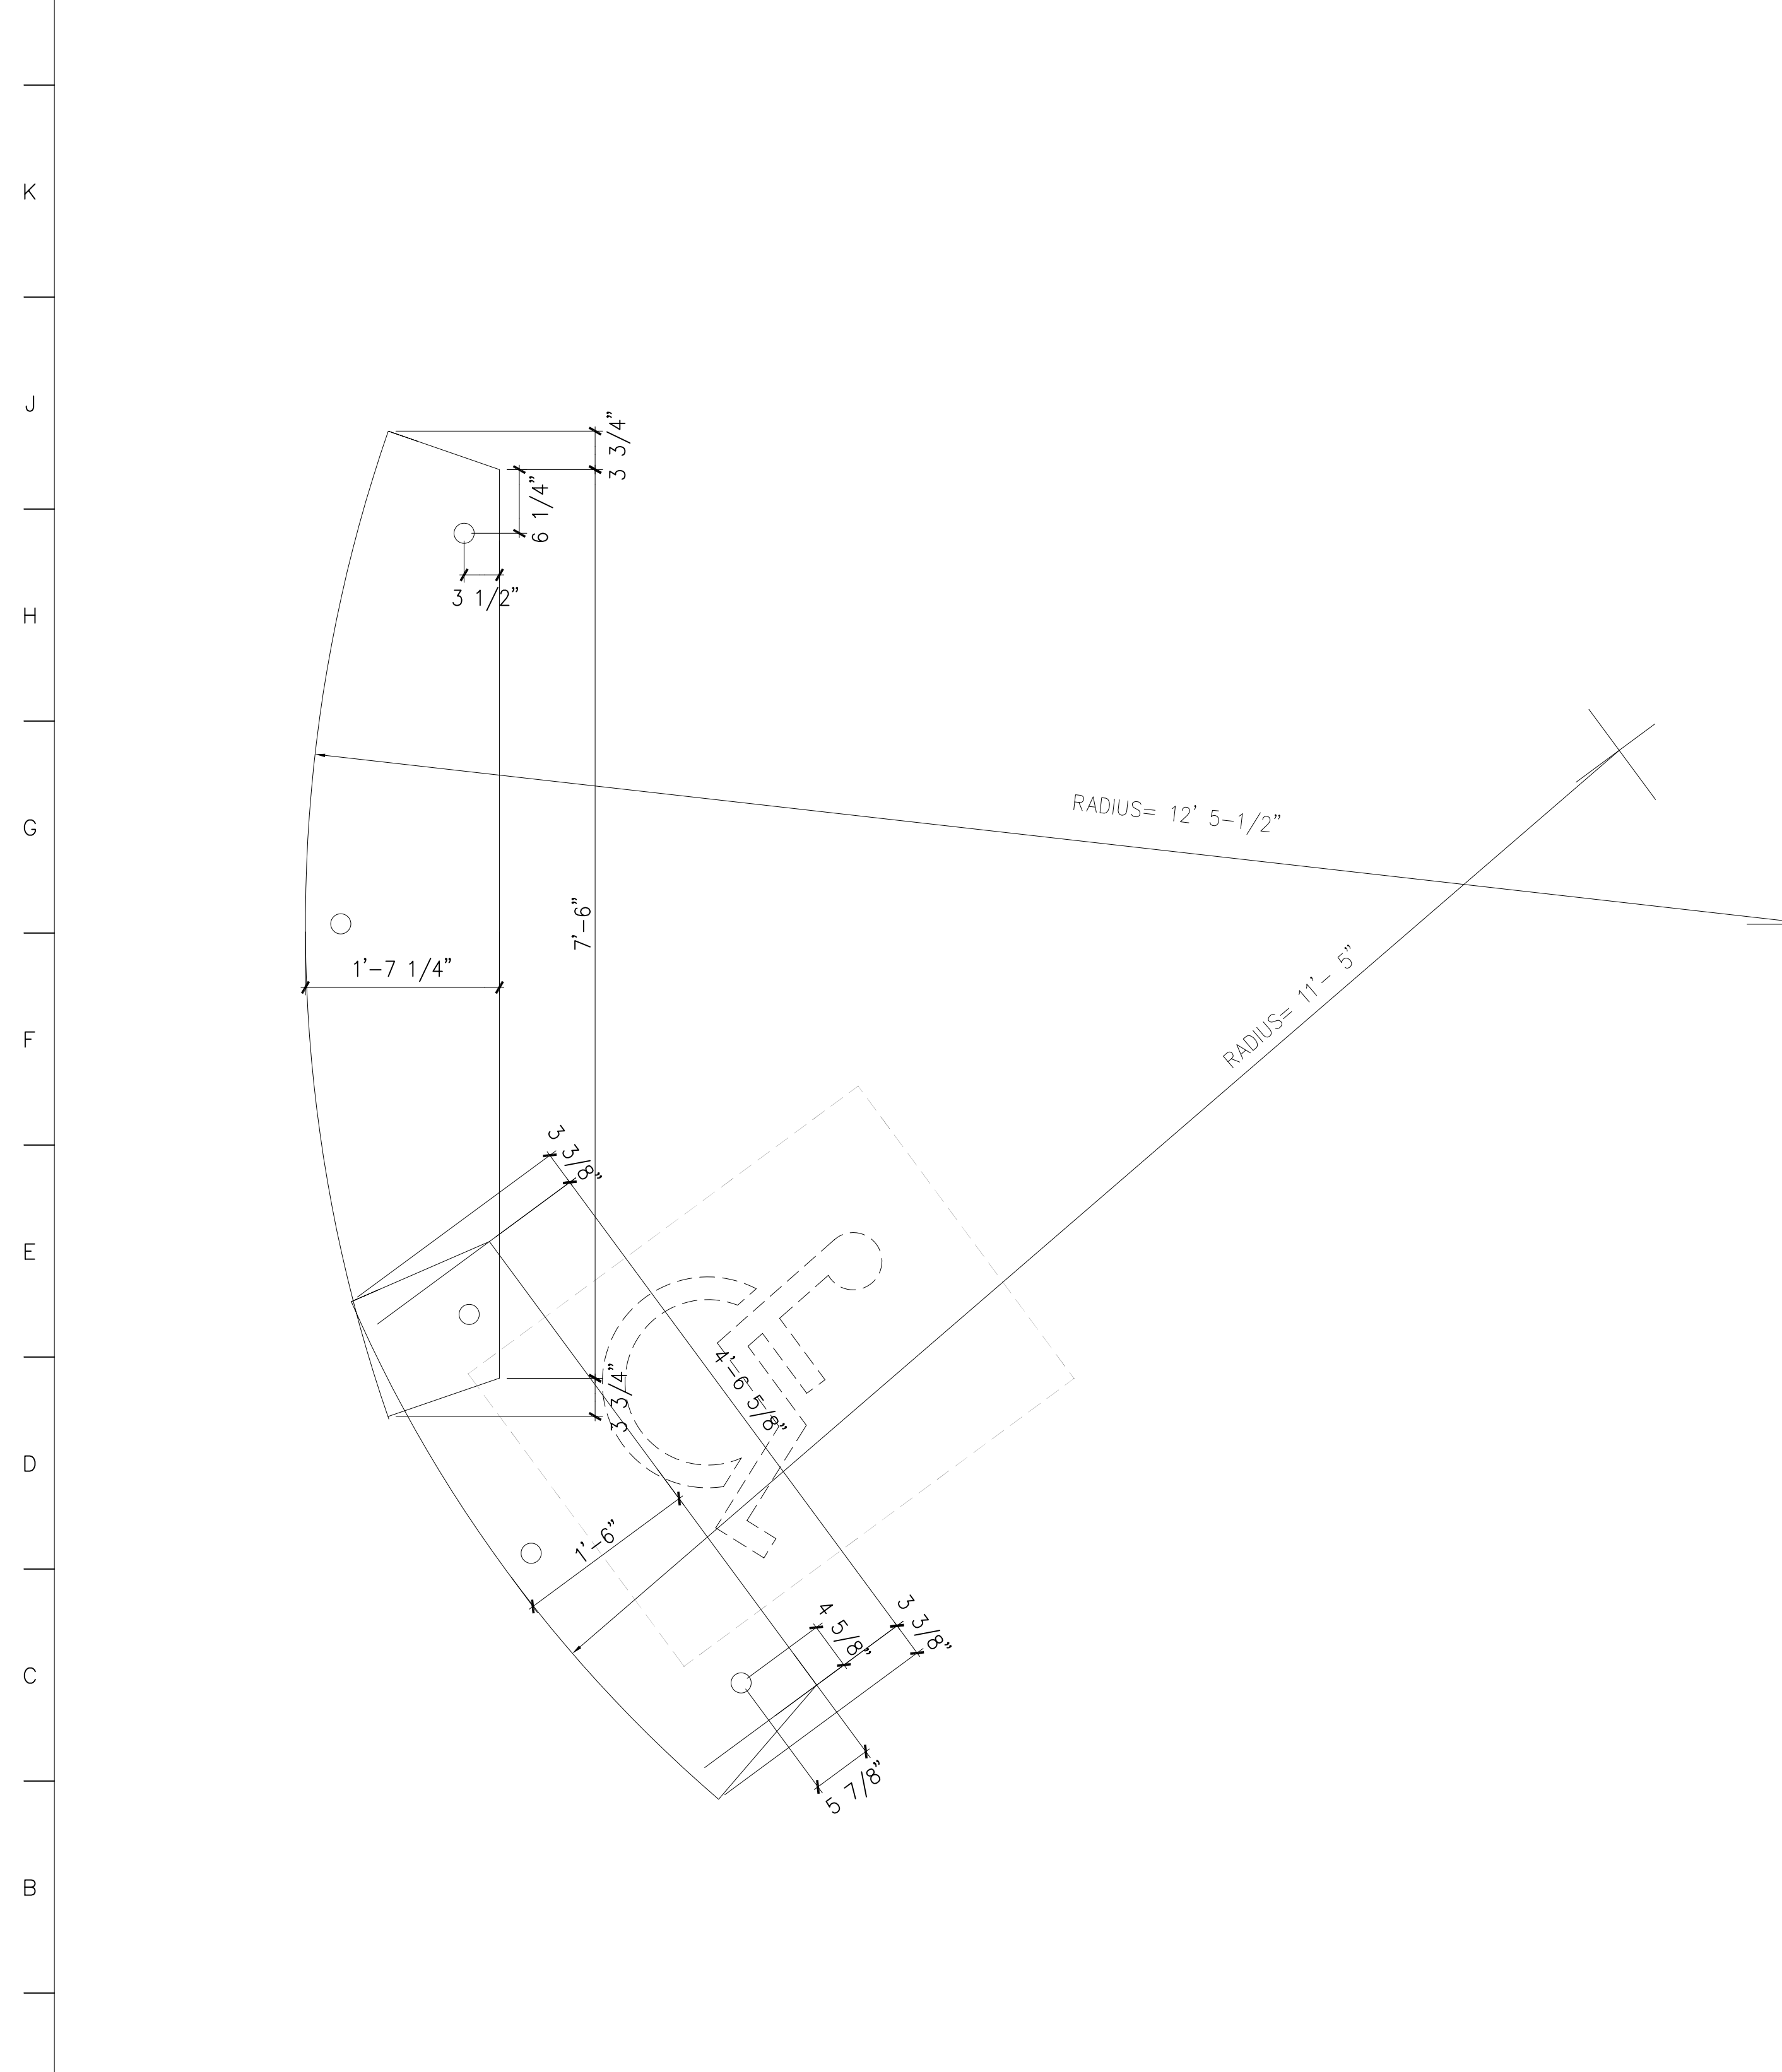 K
J
3 3/4"
6 1/4"
H
3 1/2"
RADIUS= 12' 5-1/2"
G
7'-6"
1'-7 1/4"
RADIUS= 11'- 5"
F
3 3/8"
E
4'-6 5/8"
3 3/4"
D
1'-6"
4 5/8"
3 3/8"
C
5 7/8"
B